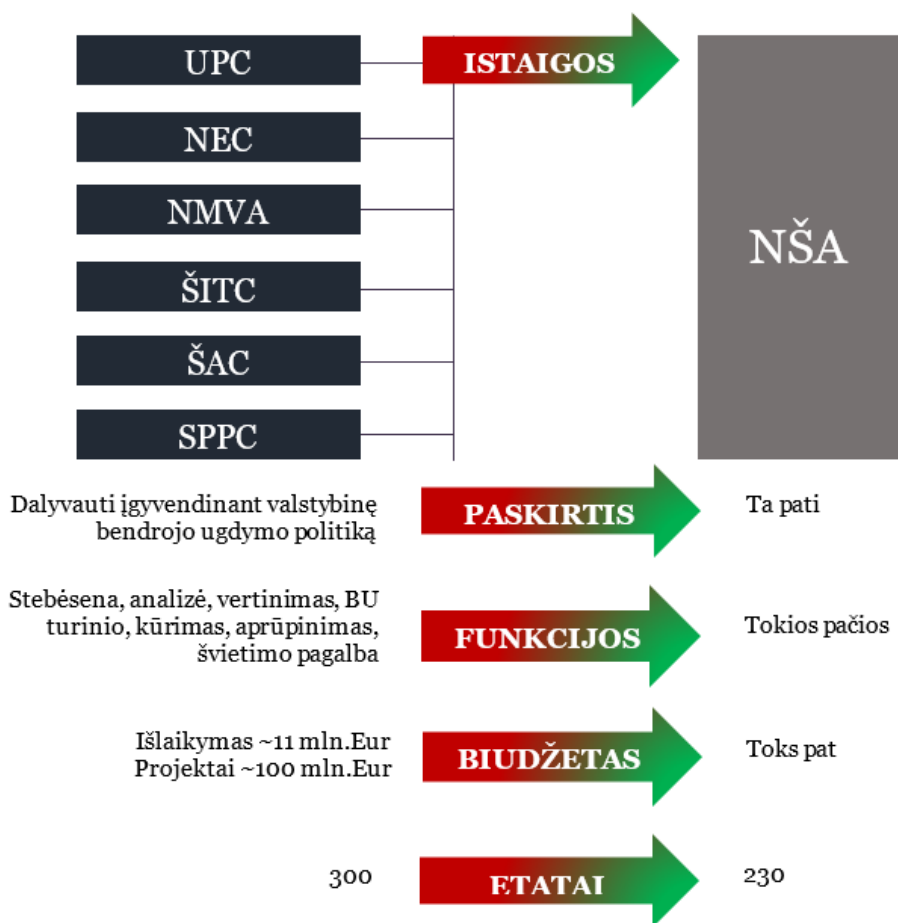 UPC
ISTAIGOS
NEC
NMVA
NŠA
ŠITC
ŠAC
SPPC
Dalyvauti įgyvendinant valstybinę
bendrojo ugdymo politiką
PASKIRTIS
Ta pati
Stebėsena, analizė, vertinimas, BU
turinio, kūrimas, aprūpinimas,
švietimo pagalba
FUNKCIJOS
Tokios pačios
Išlaikymas ~11 mln.Eur
Projektai ~100 mln.Eur
BIUDŽETAS
Toks pat
300
ETATAI
230